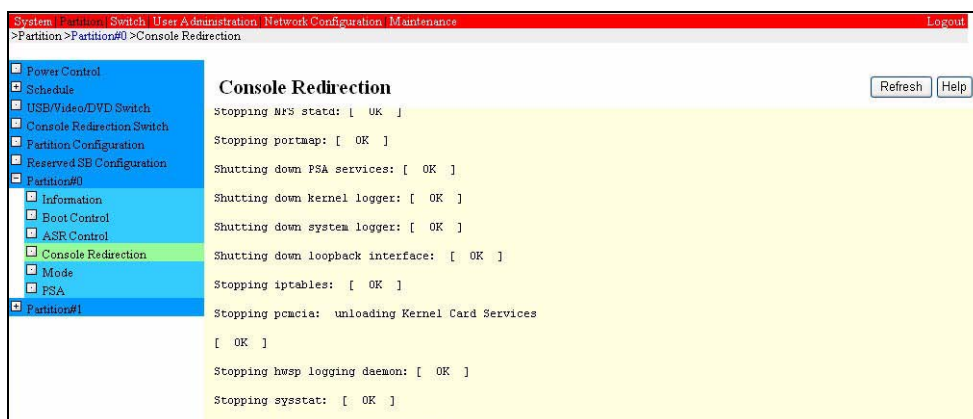 System | Partition | Switch | User Administration | Network Configuration | Maintenance Logout
>Partition >Partition#0 >Console Redirection
Power Control
Schedule
USB/Video/DVD Switch
Console Redirection Switch
Partition Configuration
Reserved SB Configuration
Partition#0
Information
Boot Control
ASR Control
Console Redirection
Mode
PSA
Partition#1
Console Redirection
Refresh Help
Stopping NFS statd: [ OK ]
Stopping portmap: [ OK ]
Shutting down PSA services: [ OK ]
Shutting down kernel logger: [ OK ]
Shutting down system logger: [ OK ]
Shutting down loopback interface: [ OK ]
Stopping iptables: [ OK ]
Stopping pcmcia: unloading Kernel Card Services
[ OK ]
Stopping hwsp logging daemon: [ OK ]
Stopping sysstat: [ OK ]